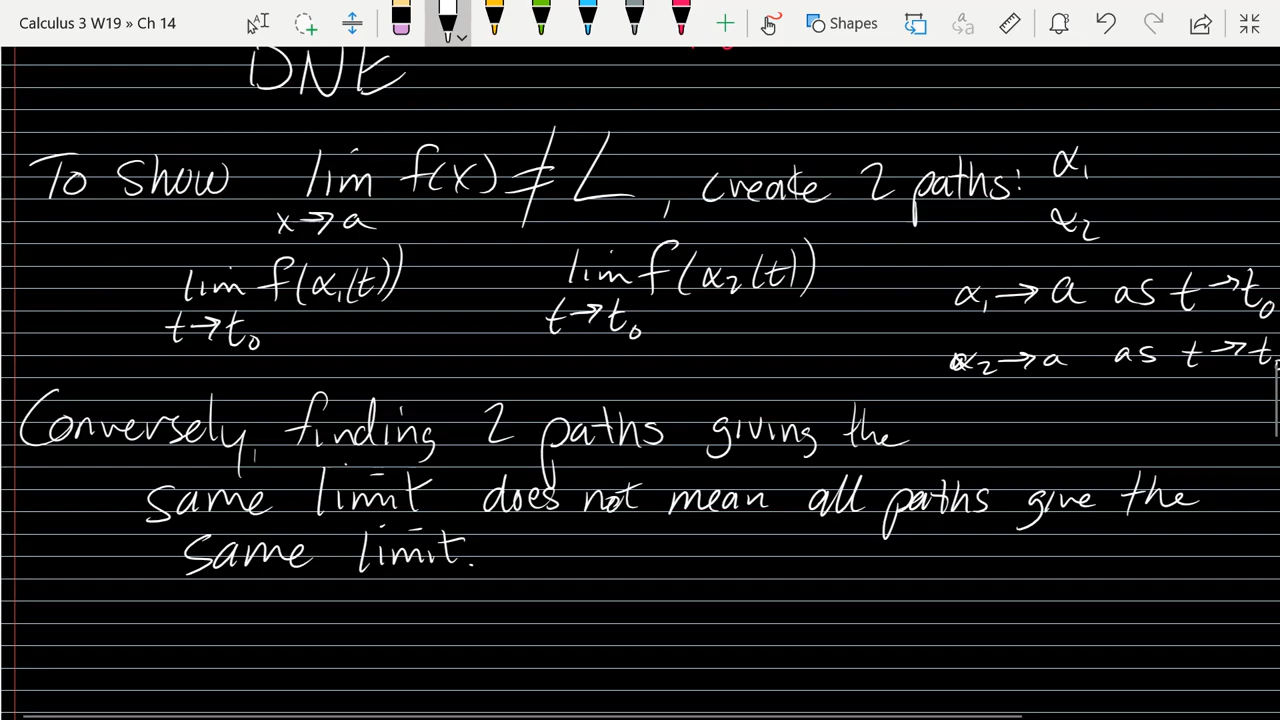 Calculus 3 W19 » Ch 14
Shapes
DNE
To show lim f(x) ≠ L, create 2 paths: α₁
x→a α₂
lim f(α₁(t)) lim f(α₂(t))
t→t₀ t→t₀
α₁→a as t→t₀
α₂→a as t→t₀
Conversely, finding 2 paths giving the
same limit does not mean all paths give the
same limit.